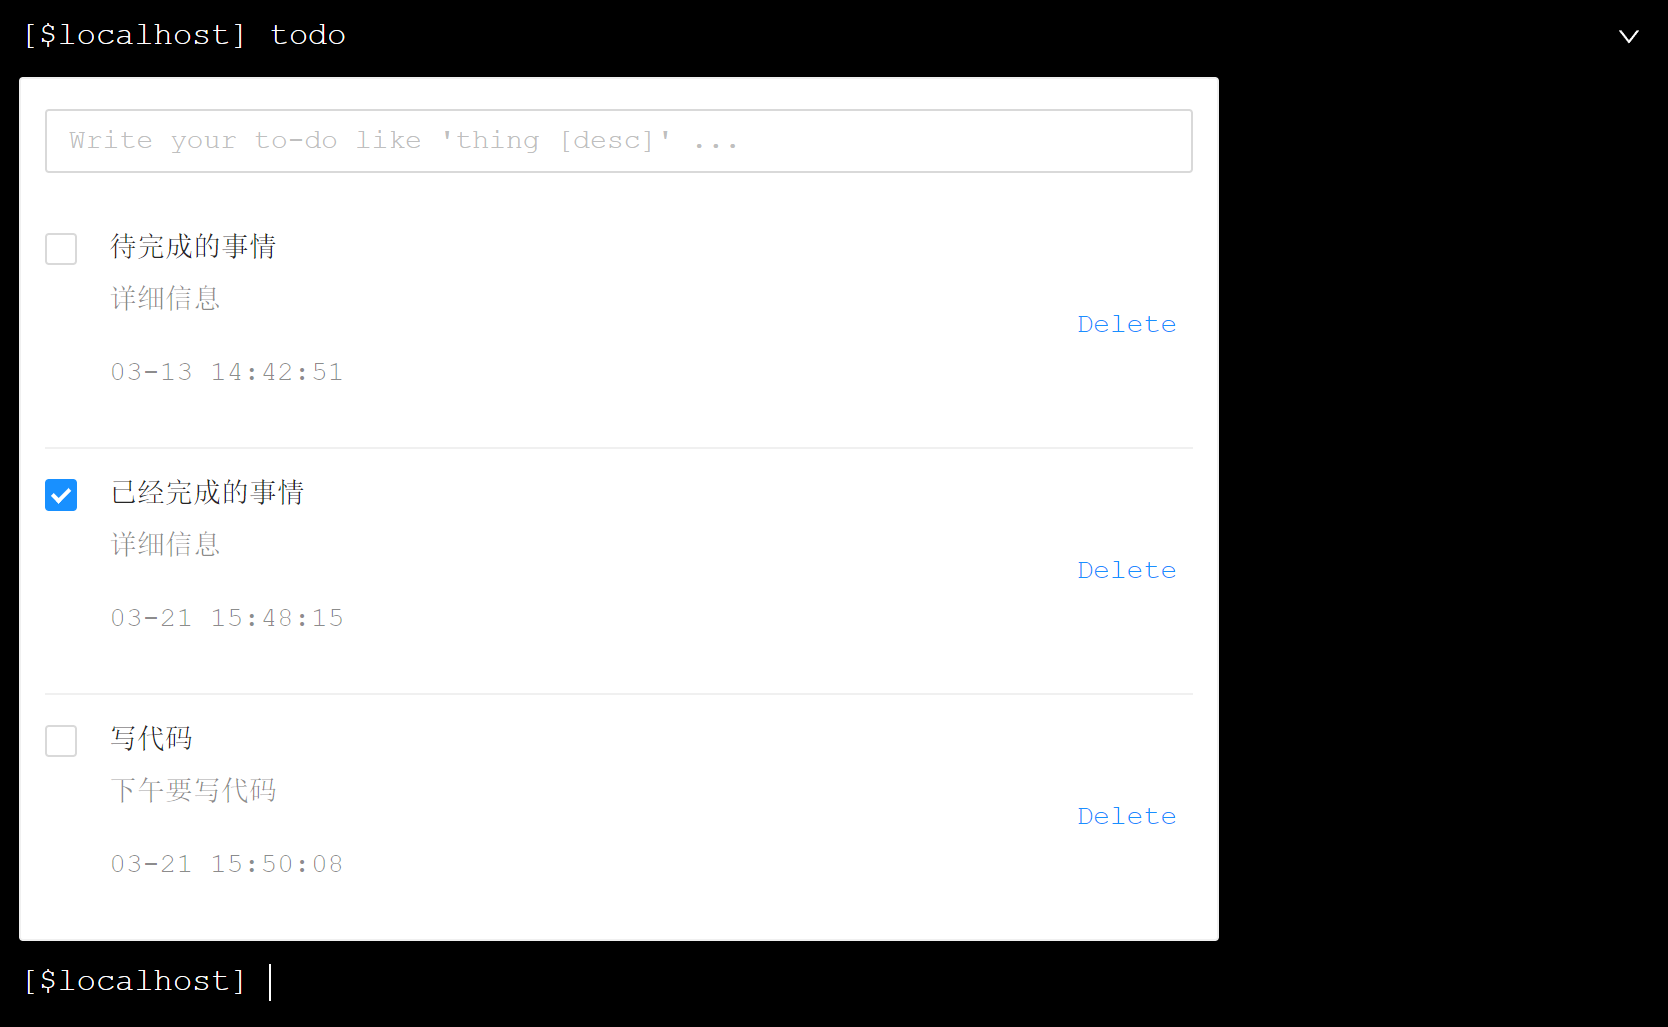 [$localhost] todo
Write your to-do like 'thing [desc]' ...
待完成的事情
详细信息
Delete
03-13 14:42:51
已经完成的事情
详细信息
Delete
03-21 15:48:15
写代码
下午要写代码
Delete
03-21 15:50:08
[$localhost]